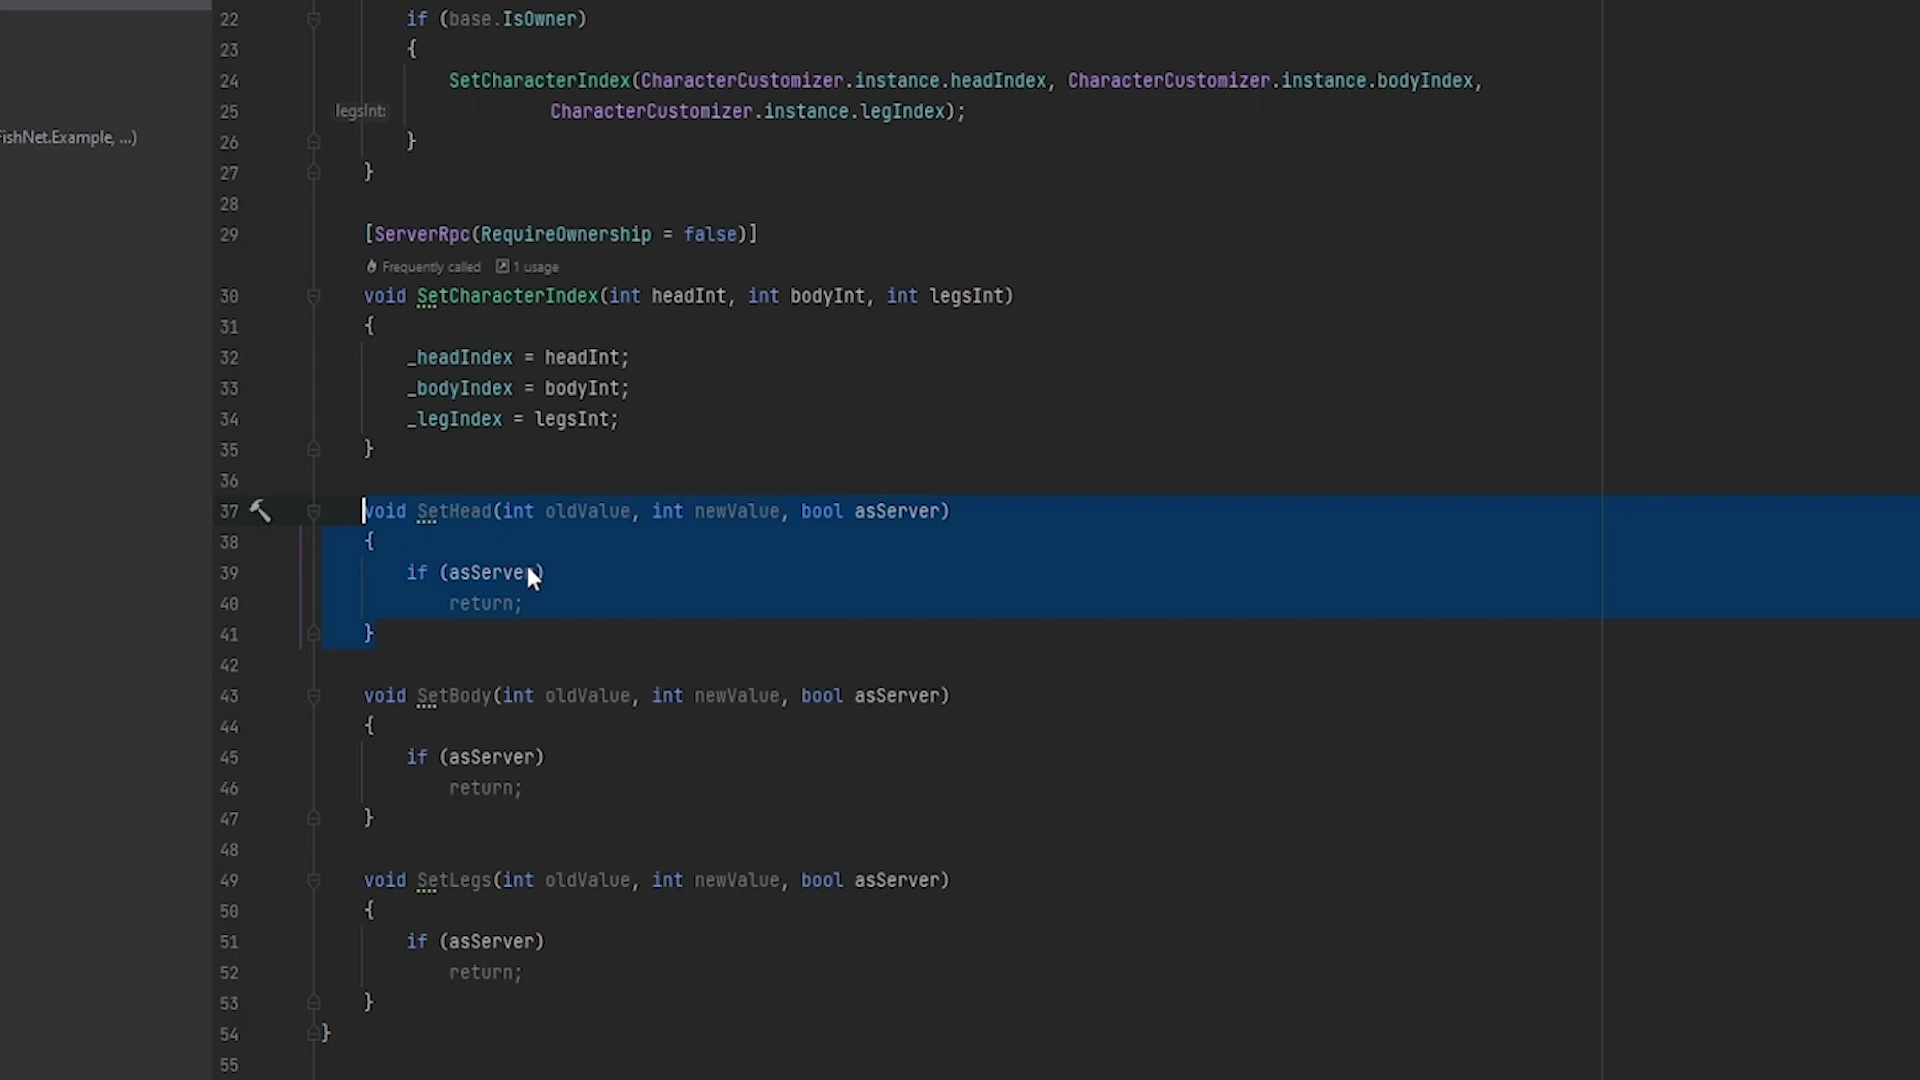 22 if (base.IsOwner)
23 {
24 SetCharacterIndex(CharacterCustomizer.instance.headIndex, CharacterCustomizer.instance.bodyIndex,
25 legsInt: CharacterCustomizer.instance.legIndex);
ishNet.Example, ...)
26 }
27 }
28
29 [ServerRpc(RequireOwnership = false)]
Frequently called 1 usage
30 void SetCharacterIndex(int headInt, int bodyInt, int legsInt)
31 {
32 _headIndex = headInt;
33 _bodyIndex = bodyInt;
34 _legIndex = legsInt;
35 }
36
37 void SetHead(int oldValue, int newValue, bool asServer)
38 {
39 if (asServer)
40 return;
41 }
42
43 void SetBody(int oldValue, int newValue, bool asServer)
44 {
45 if (asServer)
46 return;
47 }
48
49 void SetLegs(int oldValue, int newValue, bool asServer)
50 {
51 if (asServer)
52 return;
53 }
54 }
55